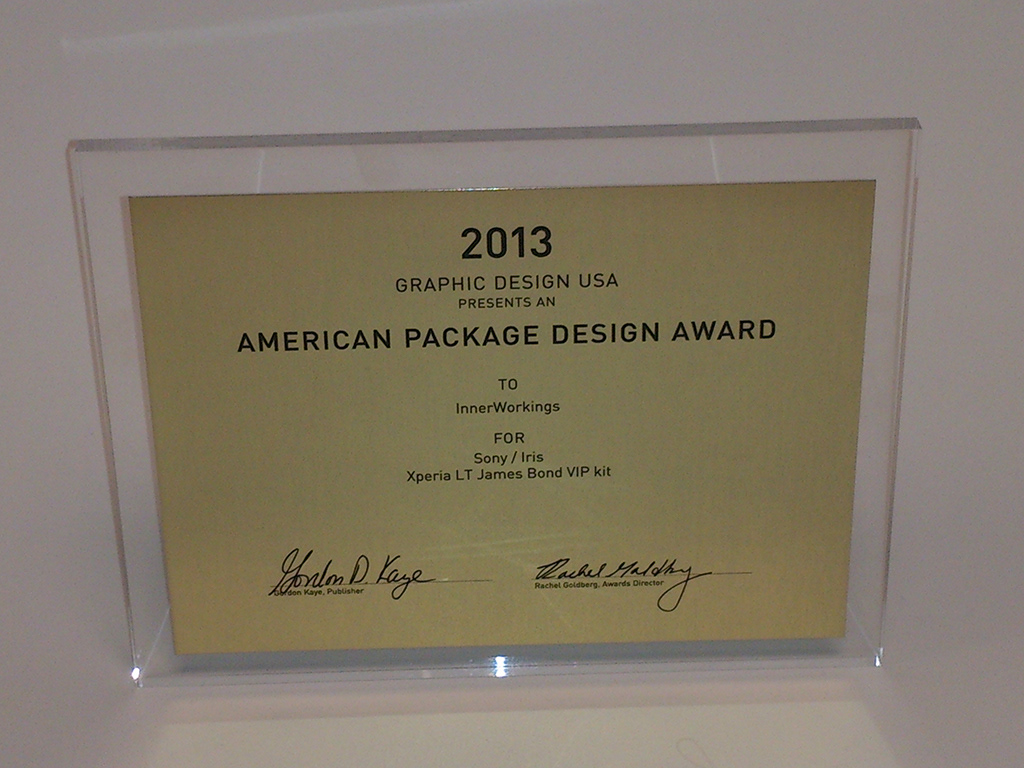 2013
GRAPHIC DESIGN USA
PRESENTS AN
AMERICAN PACKAGE DESIGN AWARD
TO
InnerWorkings
FOR
Sony / Iris
Xperia LT James Bond VIP kit
Gordon D. Kaye
Gordon Kaye, Publisher
Rachel Goldberg
Rachel Goldberg, Awards Director